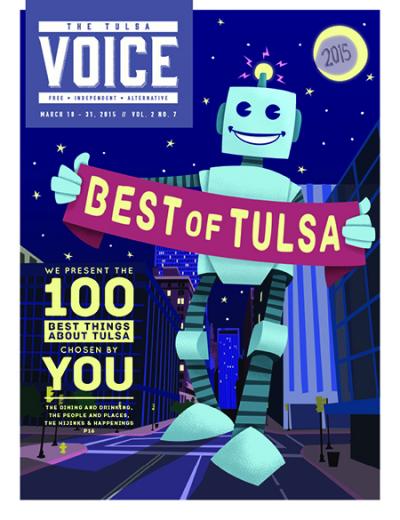 THE TULSA
VOICE
FREE • INDEPENDENT • ALTERNATIVE
MARCH 18 - 31, 2015 // VOL. 2 NO. 7
2015
BEST OF TULSA
WE PRESENT THE
100
BEST THINGS
ABOUT TULSA
CHOSEN BY
YOU
THE DINING AND DRINKING,
THE PEOPLE AND PLACES,
THE HIJINKS & HAPPENINGS
P16